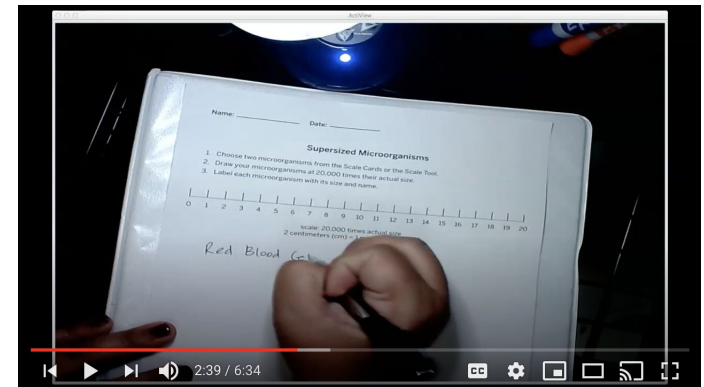 ActiView
Name: ____________ Date: ____________
Supersized Microorganisms
1. Choose two microorganisms from the Scale Cards or the Scale Tool.
2. Draw your microorganisms at 20,000 times their actual size.
3. Label each microorganism with its size and name.
0 1 2 3 4 5 6 7 8 9 10 11 12 13 14 15 16 17 18 19 20
scale: 20,000 times actual size
2 centimeters (cm) = 1
Red Blood
2:39 / 6:34
CC